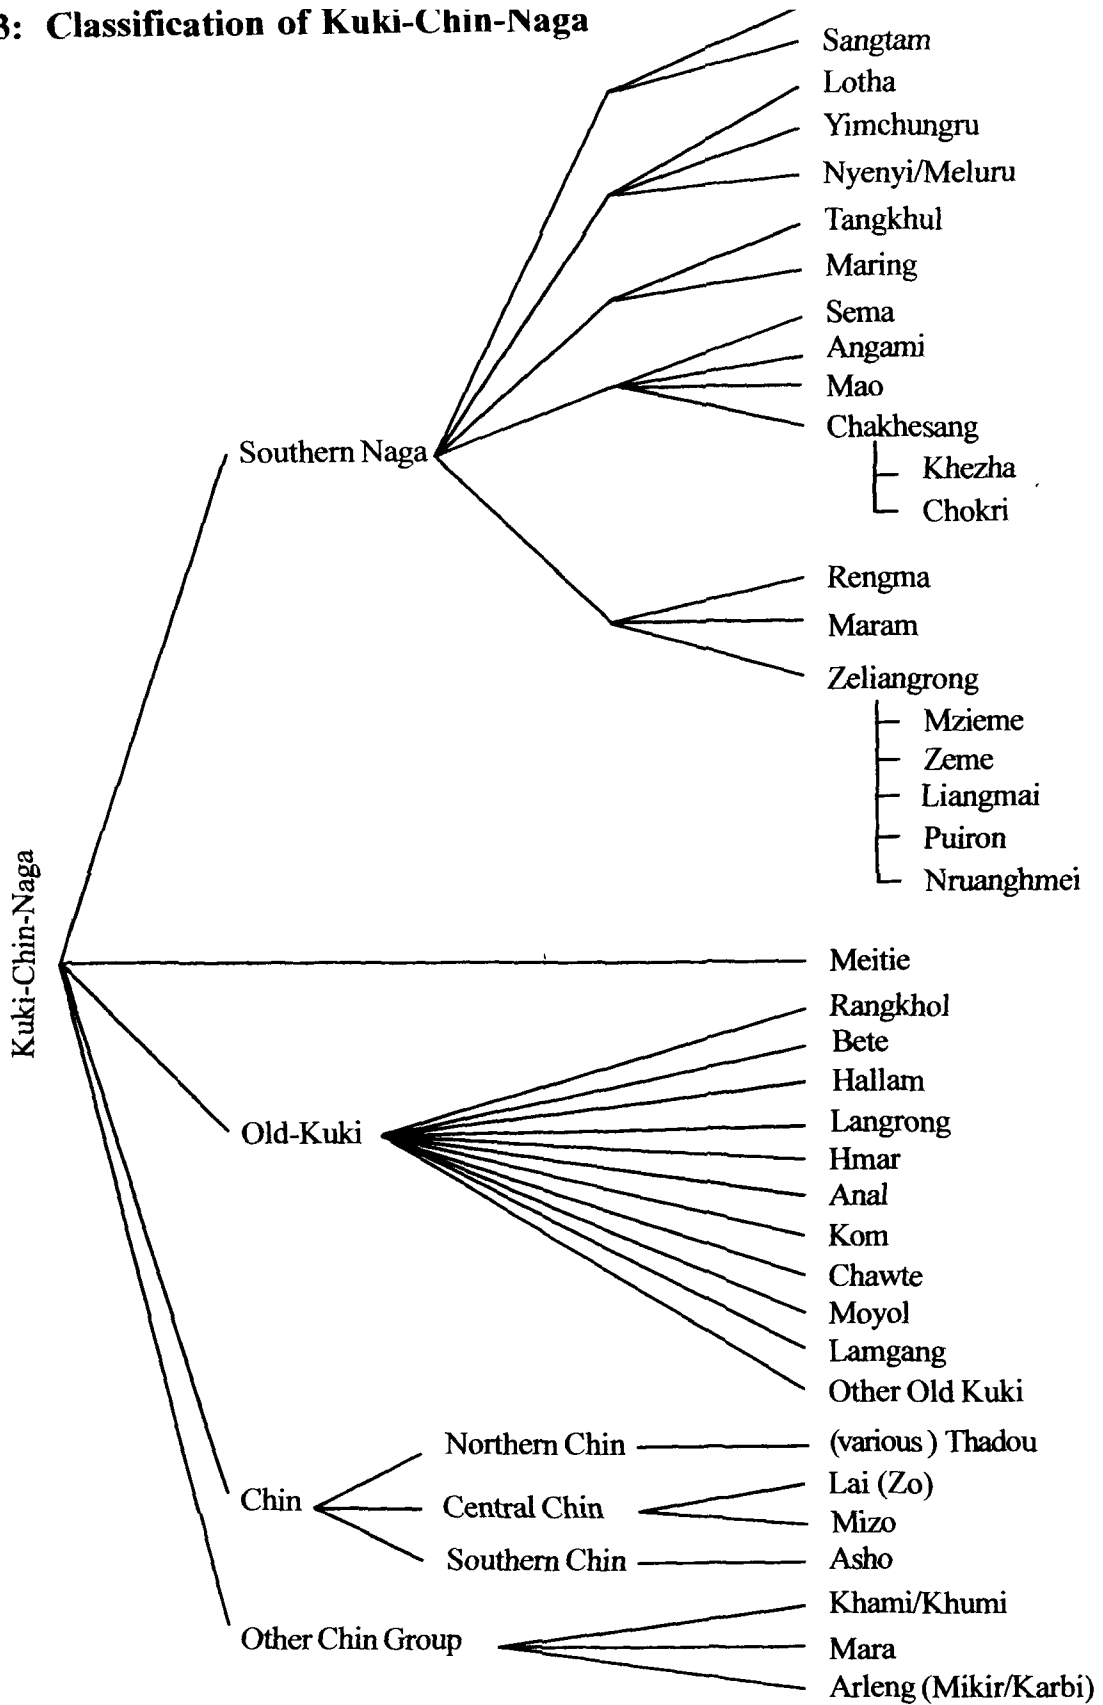 3: Classification of Kuki-Chin-Naga
Sangtam
Lotha
Yimchungru
Nyenyi/Meluru
Tangkhul
Maring
Sema
Angami
Mao
Chakhesang
Southern Naga
Khezha
Chokri
Rengma
Maram
Zeliangrong
Mzieme
Zeme
Liangmai
Puiron
Nruanghmei
Kuki-Chin-Naga
Meitie
Rangkhol
Bete
Hallam
Langrong
Old-Kuki
Hmar
Anal
Kom
Chawte
Moyol
Lamgang
Other Old Kuki
Northern Chin
(various) Thadou
Lai (Zo)
Chin
Central Chin
Mizo
Southern Chin
Asho
Khami/Khumi
Other Chin Group
Mara
Arleng (Mikir/Karbi)